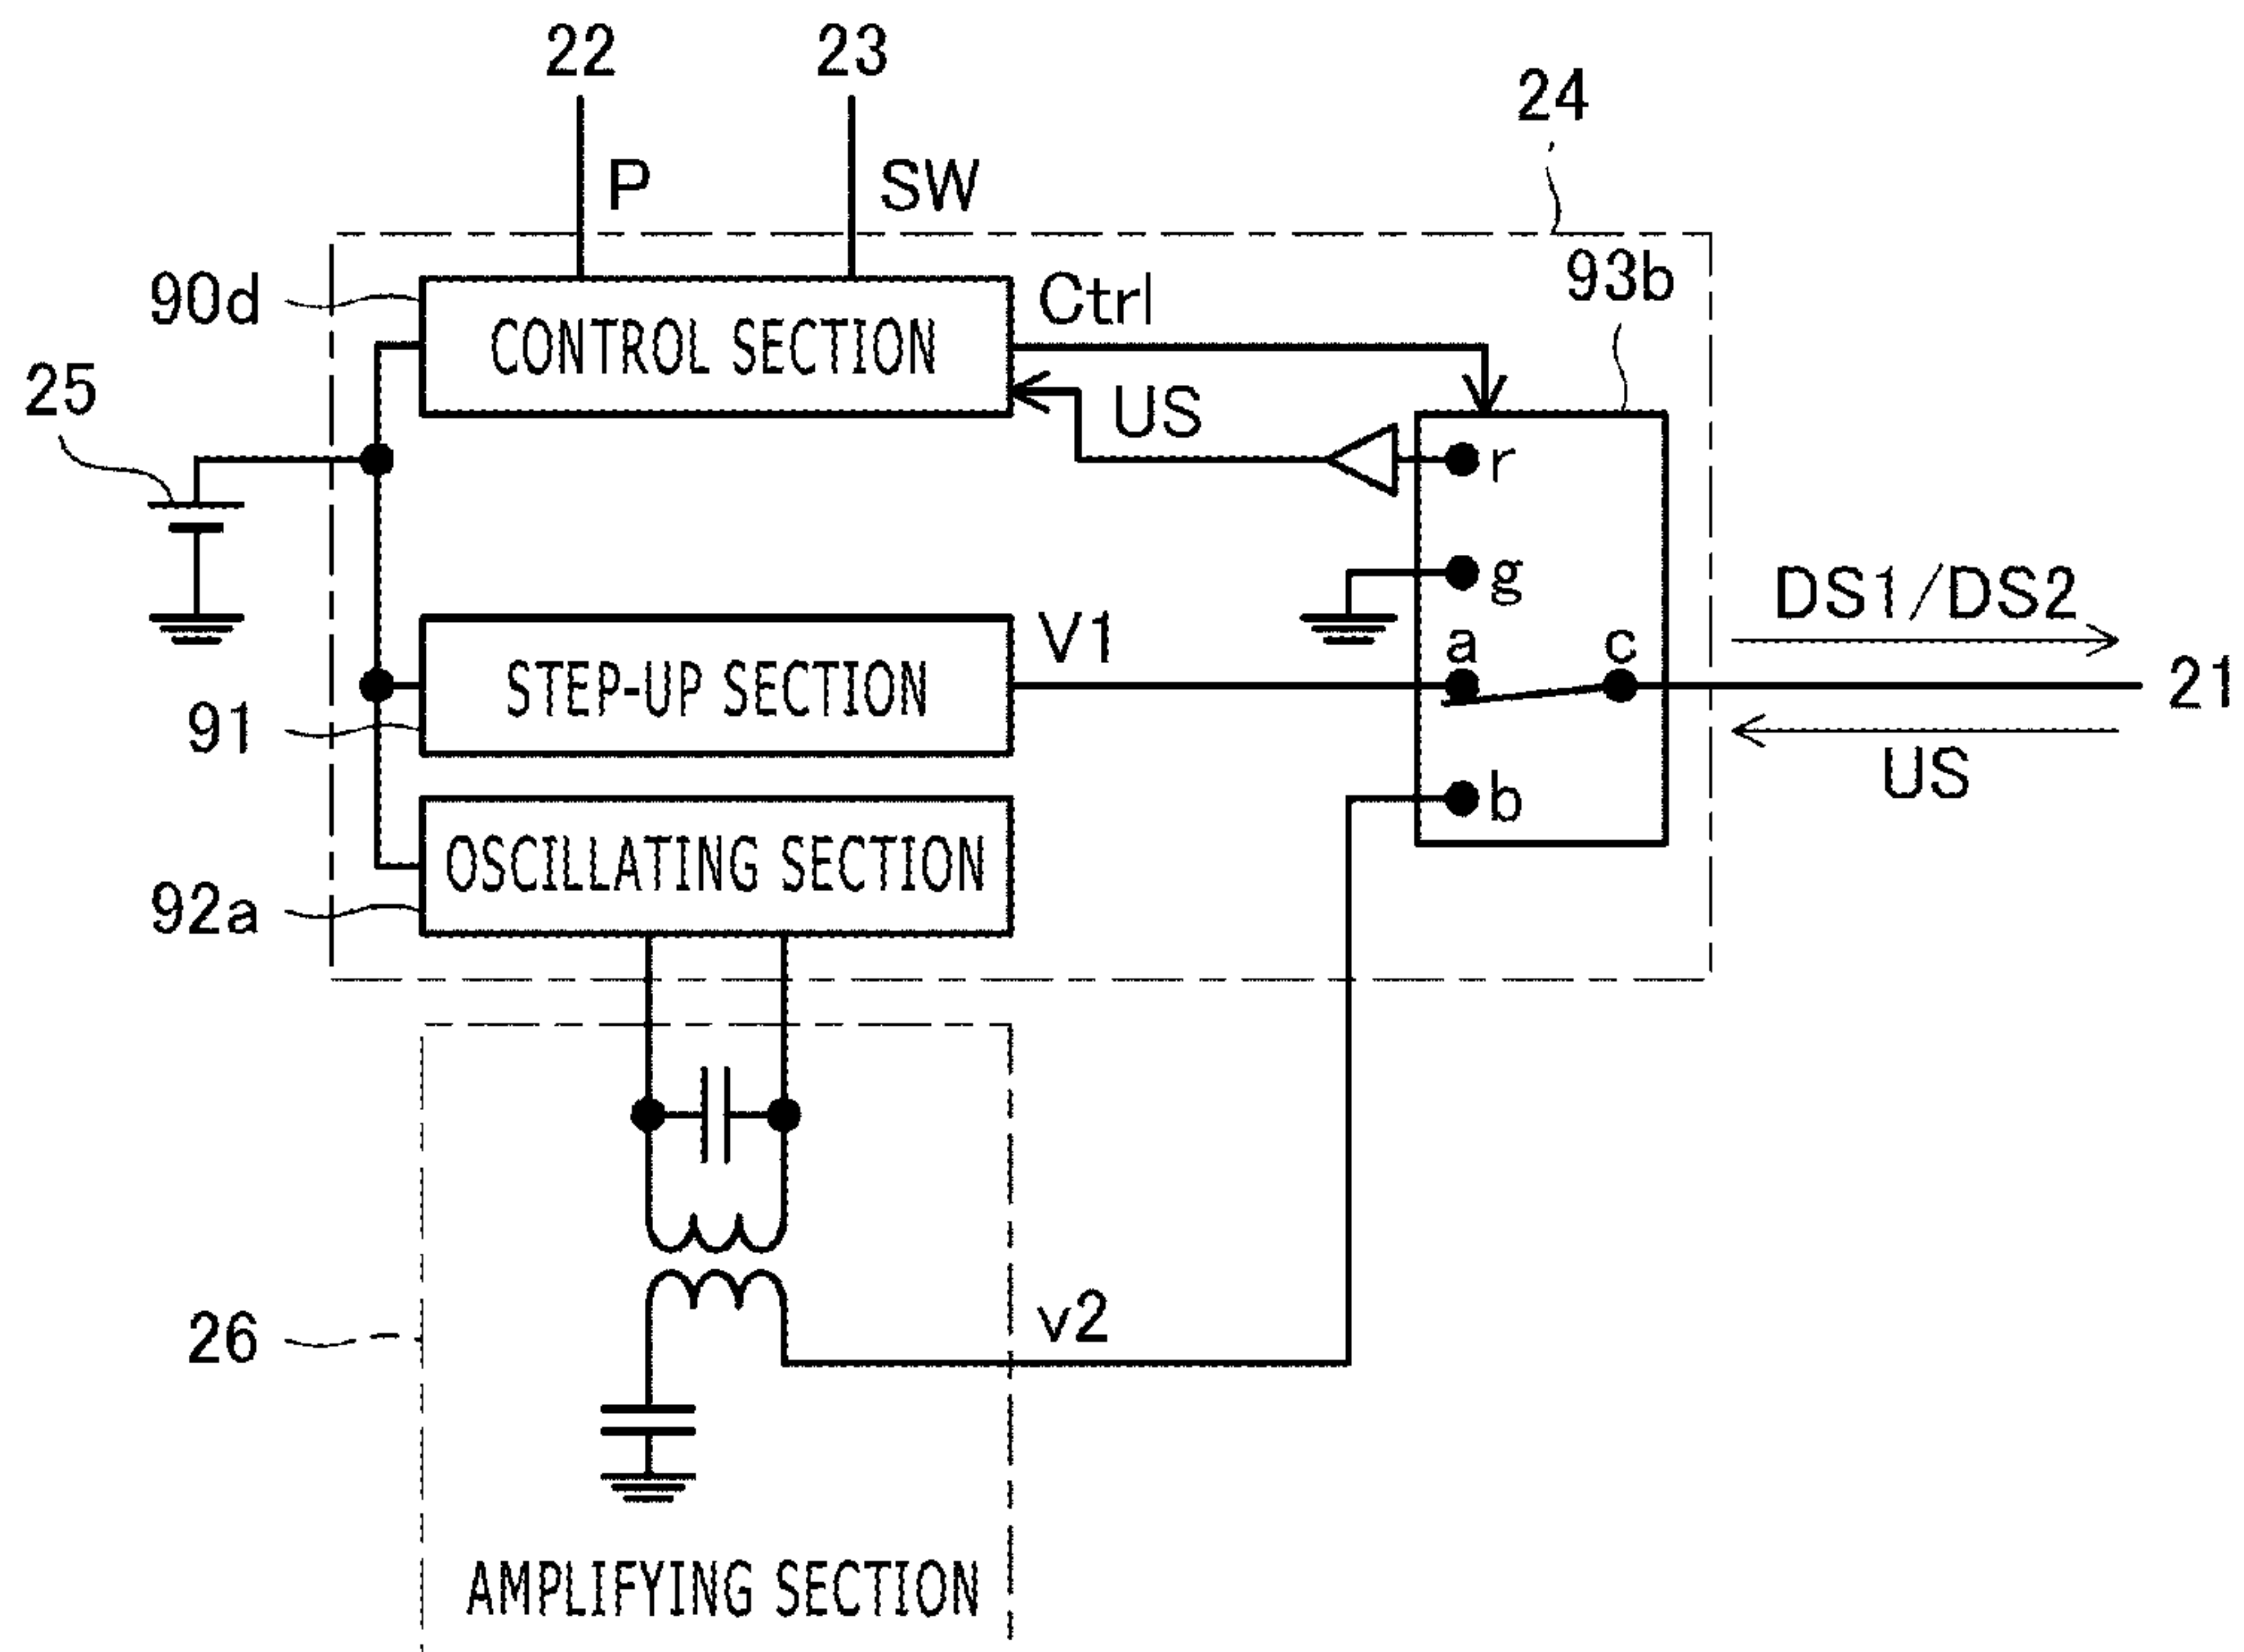 22
23
24
P
SW
90d
CONTROL SECTION
Ctrl
93b
25
US
r
g
DS1/DS2
V1
a
c
STEP-UP SECTION
21
91
US
b
OSCILLATING SECTION
92a
26
v2
AMPLIFYING SECTION